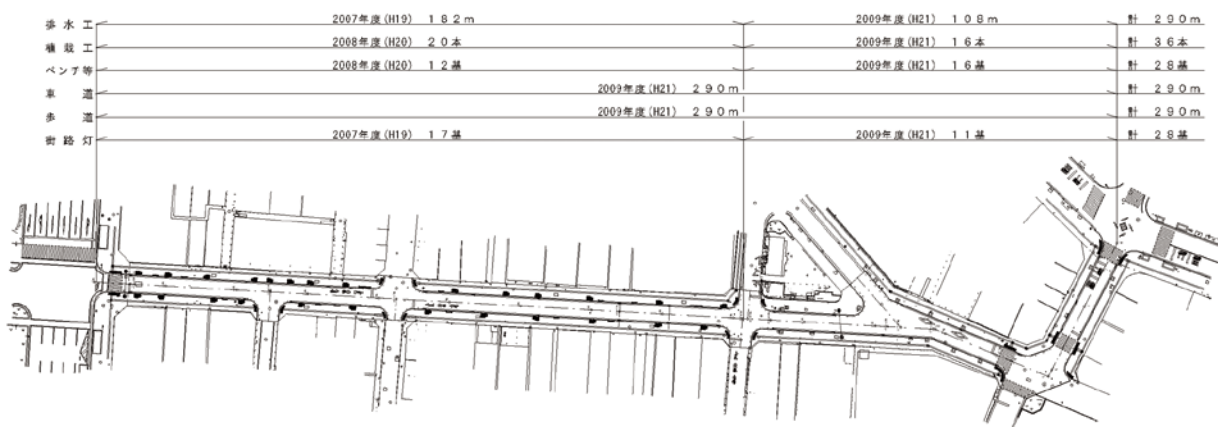 排水工 2007年度(H19) 182m 2009年度(H21) 108m 計 290m
植栽工 2008年度(H20) 20本 2009年度(H21) 16本 計 36本
ベンチ等 2008年度(H20) 12基 2009年度(H21) 16基 計 28基
車道 2009年度(H21) 290m 計 290m
歩道 2009年度(H21) 290m 計 290m
街路灯 2007年度(H19) 17基 2009年度(H21) 11基 計 28基